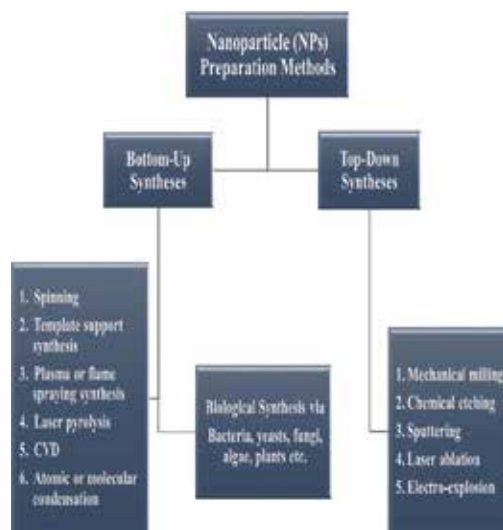 Nanoparticle (NPs)
Preparation Methods
Bottom-Up
Syntheses
Top-Down
Syntheses
1. Spinning
2. Template support
synthesis
3. Plasma or flame
spraying synthesis
4. Laser pyrolysis
5. CVD
6. Atomic or molecular
condensation
Biological Synthesis via
Bacteria, yeasts, fungi,
algae, plants etc.
1. Mechanical milling
2. Chemical etching
3. Sputtering
4. Laser ablation
5. Electro-explosion